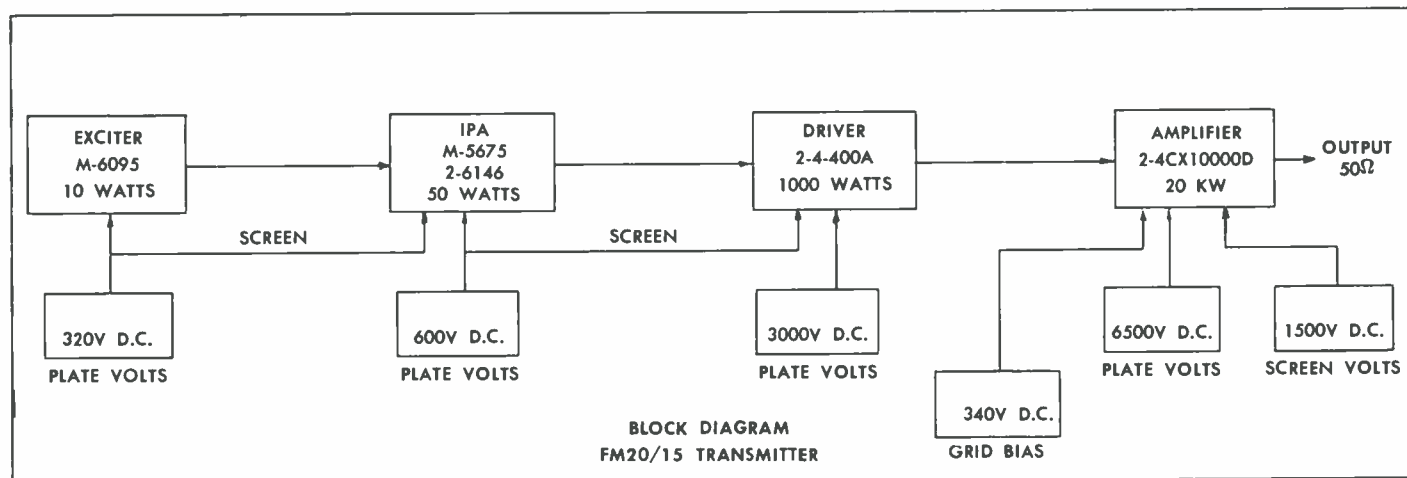 EXCITER
M-6095
10 WATTS
IPA
M-5675
2-6146
50 WATTS
DRIVER
2-4-400A
1000 WATTS
AMPLIFIER
2-4CX10000D
20 KW
OUTPUT
50Ω
SCREEN
SCREEN
320V D.C.
PLATE VOLTS
600V D.C.
PLATE VOLTS
3000V D.C.
PLATE VOLTS
6500V D.C.
PLATE VOLTS
1500V D.C.
SCREEN VOLTS
340V D.C.
GRID BIAS
BLOCK DIAGRAM
FM20/15 TRANSMITTER